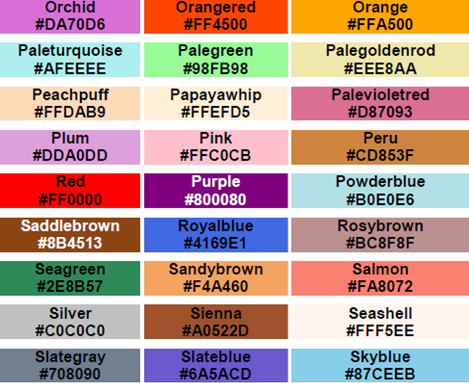 Orchid
#DA70D6
Orangered
#FF4500
Orange
#FFA500
Paleturquoise
#AFEEEE
Palegreen
#98FB98
Palegoldenrod
#EEE8AA
Peachpuff
#FFDAB9
Papayawhip
#FFEFD5
Palevioletred
#D87093
Plum
#DDA0DD
Pink
#FFC0CB
Peru
#CD853F
Red
#FF0000
Purple
#800080
Powderblue
#B0E0E6
Saddlebrown
#8B4513
Royalblue
#4169E1
Rosybrown
#BC8F8F
Seagreen
#2E8B57
Sandybrown
#F4A460
Salmon
#FA8072
Silver
#C0C0C0
Sienna
#A0522D
Seashell
#FFF5EE
Slategray
#708090
Slateblue
#6A5ACD
Skyblue
#87CEEB